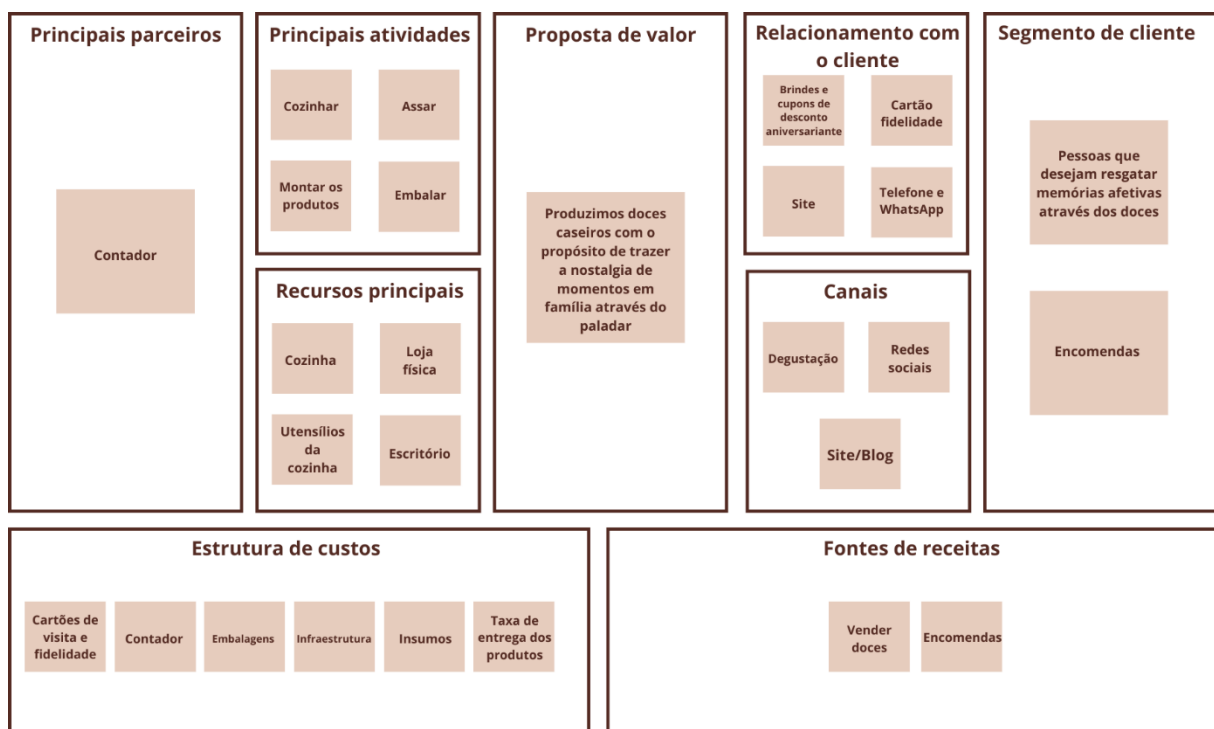 Principais parceiros
Contador
Principais atividades
Cozinhar
Assar
Montar os
produtos
Embalar
Recursos principais
Cozinha
Loja
física
Utensílios
da
cozinha
Escritório
Proposta de valor
Produzimos doces
caseiros com o
propósito de trazer
a nostalgia de
momentos em
família através do
paladar
Relacionamento com
o cliente
Brindes e
cupons de
desconto
aniversariante
Cartão
fidelidade
Site
Telefone e
WhatsApp
Canais
Degustação
Redes
sociais
Site/Blog
Segmento de cliente
Pessoas que
desejam resgatar
memórias afetivas
através dos doces
Encomendas
Estrutura de custos
Cartões de
visita e
fidelidade
Contador
Embalagens
Infraestrutura
Insumos
Taxa de
entrega dos
produtos
Fontes de receitas
Vender
doces
Encomendas